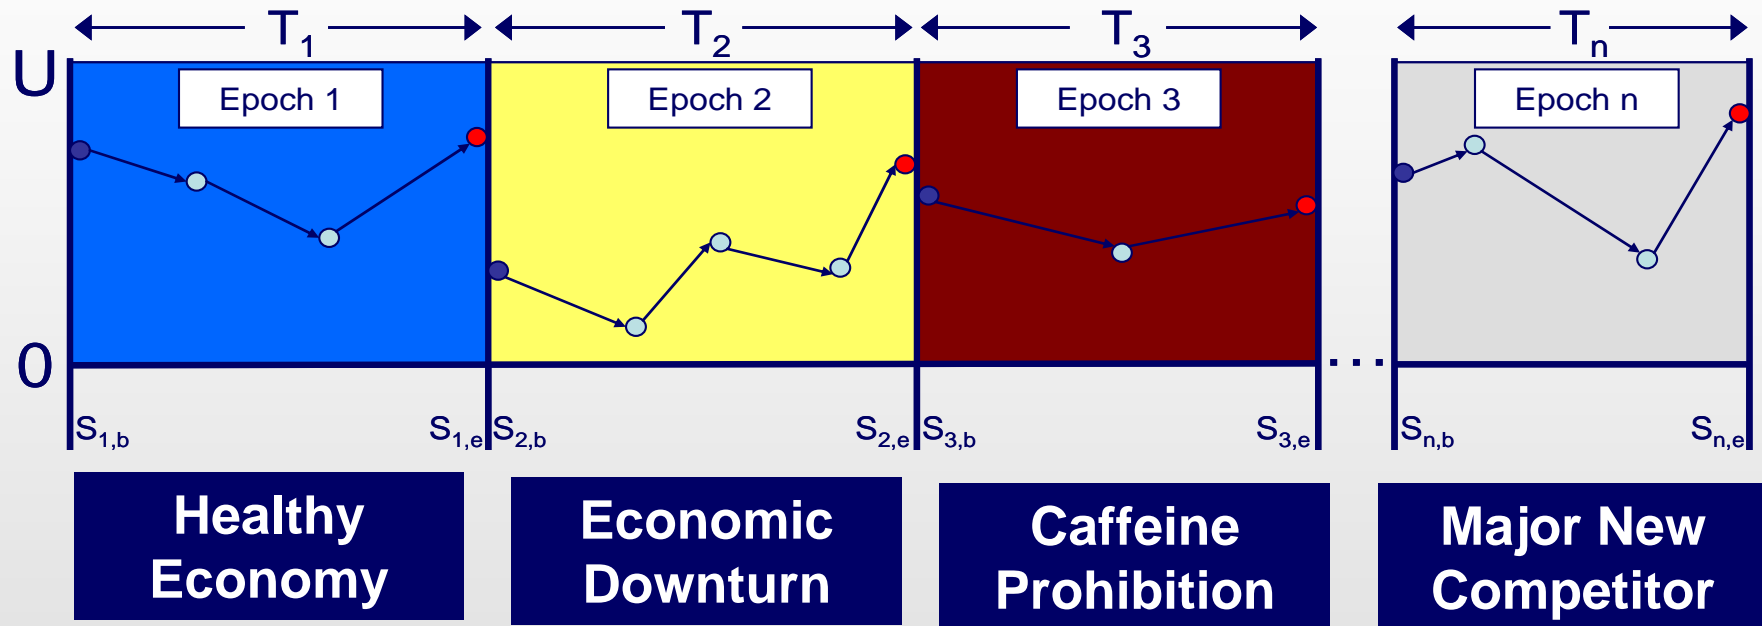 T1
T2
T3
Tn
U
Epoch 1
Epoch 2
Epoch 3
Epoch n
0
...
S1,b
S1,e
S2,b
S2,e
S3,b
S3,e
Sn,b
Sn,e
Healthy
Economy
Economic
Downturn
Caffeine
Prohibition
Major New
Competitor